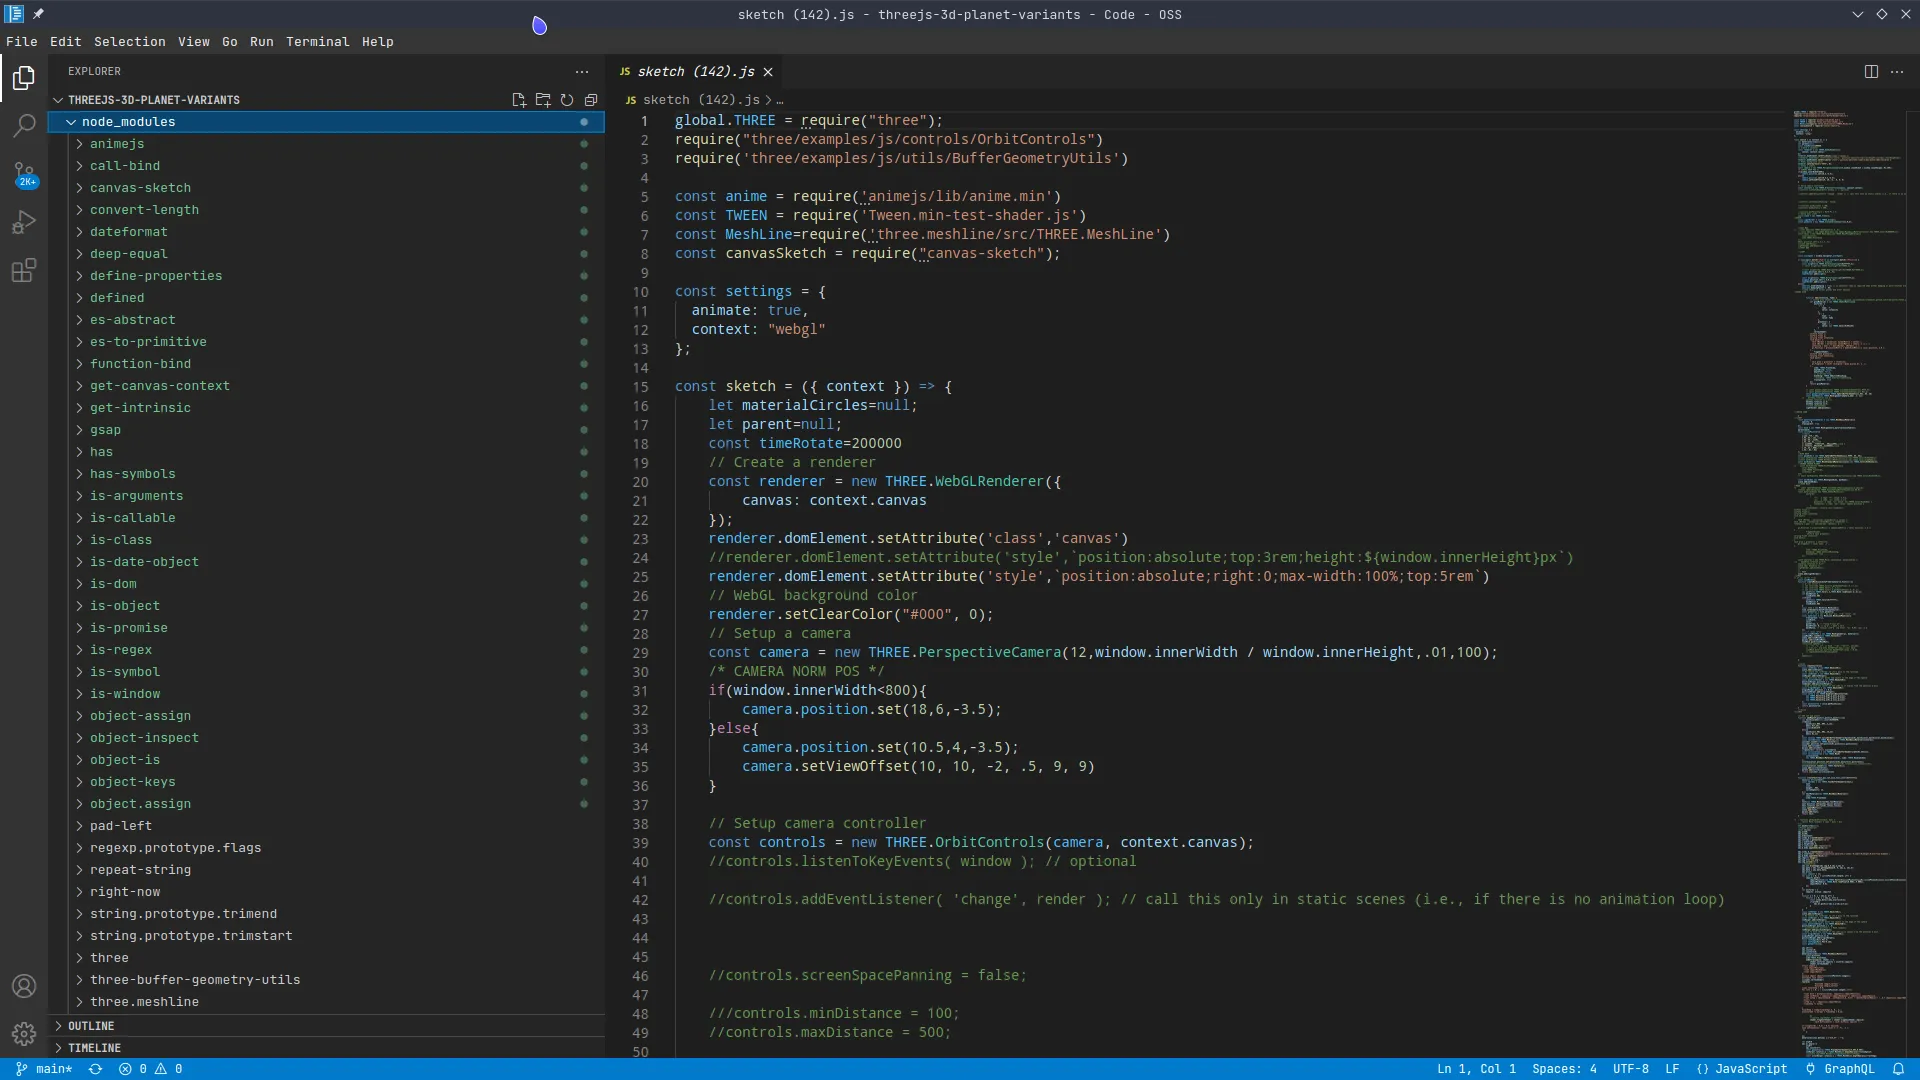 sketch (142).js - threejs-3d-planet-variants - Code - OSS
File Edit Selection View Go Run Terminal Help
EXPLORER
THREEJS-3D-PLANET-VARIANTS
node_modules
animejs
call-bind
canvas-sketch
convert-length
dateformat
deep-equal
define-properties
defined
es-abstract
es-to-primitive
function-bind
get-canvas-context
get-intrinsic
gsap
has
has-symbols
is-arguments
is-callable
is-class
is-date-object
is-dom
is-object
is-promise
is-regex
is-symbol
is-window
object-assign
object-inspect
object-is
object-keys
object.assign
pad-left
regexp.prototype.flags
repeat-string
right-now
string.prototype.trimend
string.prototype.trimstart
three
three-buffer-geometry-utils
three.meshline
OUTLINE
TIMELINE
2K+
JS sketch (142).js
JS sketch (142).js > …
1 global.THREE = require("three");
2 require("three/examples/js/controls/OrbitControls")
3 require('three/examples/js/utils/BufferGeometryUtils')
4
5 const anime = require('animejs/lib/anime.min')
6 const TWEEN = require('Tween.min-test-shader.js')
7 const MeshLine=require('three.meshline/src/THREE.MeshLine')
8 const canvasSketch = require("canvas-sketch");
9
10 const settings = {
11 animate: true,
12 context: "webgl"
13 };
14
15 const sketch = ({ context }) => {
16 let materialCircles=null;
17 let parent=null;
18 const timeRotate=200000
19 // Create a renderer
20 const renderer = new THREE.WebGLRenderer({
21 canvas: context.canvas
22 });
23 renderer.domElement.setAttribute('class','canvas')
24 //renderer.domElement.setAttribute('style',`position:absolute;top:3rem;height:${window.innerHeight}px`)
25 renderer.domElement.setAttribute('style',`position:absolute;right:0;max-width:100%;top:5rem`)
26 // WebGL background color
27 renderer.setClearColor("#000", 0);
28 // Setup a camera
29 const camera = new THREE.PerspectiveCamera(12,window.innerWidth / window.innerHeight,.01,100);
30 /* CAMERA NORM POS */
31 if(window.innerWidth<800){
32 camera.position.set(18,6,-3.5);
33 }else{
34 camera.position.set(10.5,4,-3.5);
35 camera.setViewOffset(10, 10, -2, .5, 9, 9)
36 }
37
38 // Setup camera controller
39 const controls = new THREE.OrbitControls(camera, context.canvas);
40 //controls.listenToKeyEvents( window ); // optional
41
42 //controls.addEventListener( 'change', render ); // call this only in static scenes (i.e., if there is no animation loop)
43
44
45
46 //controls.screenSpacePanning = false;
47
48 ///controls.minDistance = 100;
49 //controls.maxDistance = 500;
50
main* 0 0 Ln 1, Col 1 Spaces: 4 UTF-8 LF {} JavaScript GraphQL